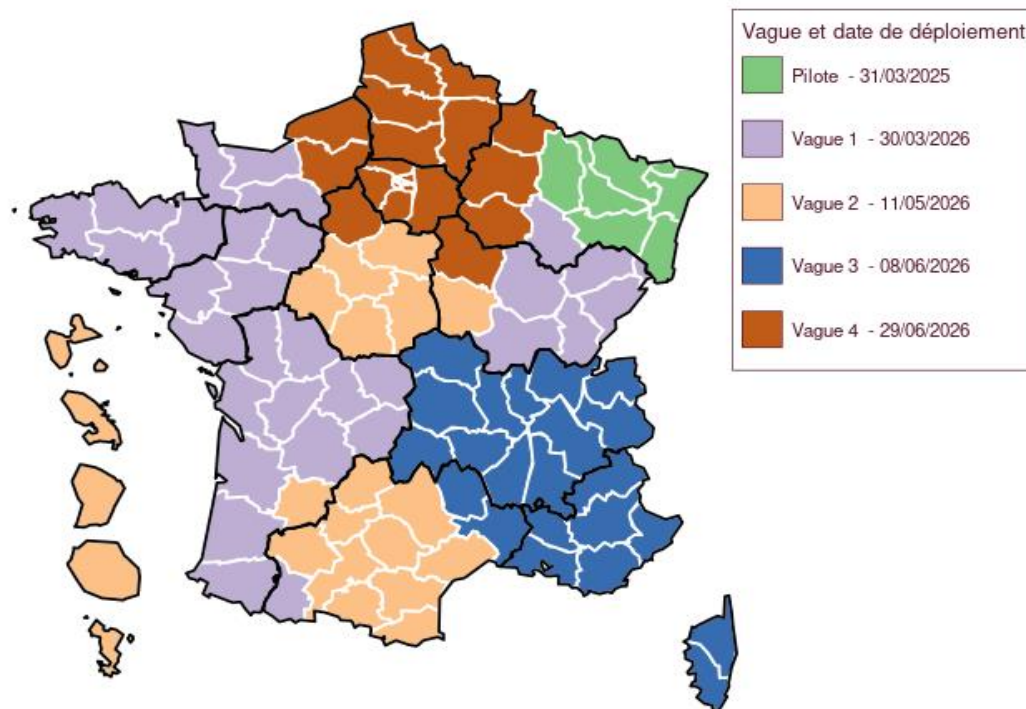 Vague et date de déploiement
Pilote - 31/03/2025
Vague 1 - 30/03/2026
Vague 2 - 11/05/2026
Vague 3 - 08/06/2026
Vague 4 - 29/06/2026